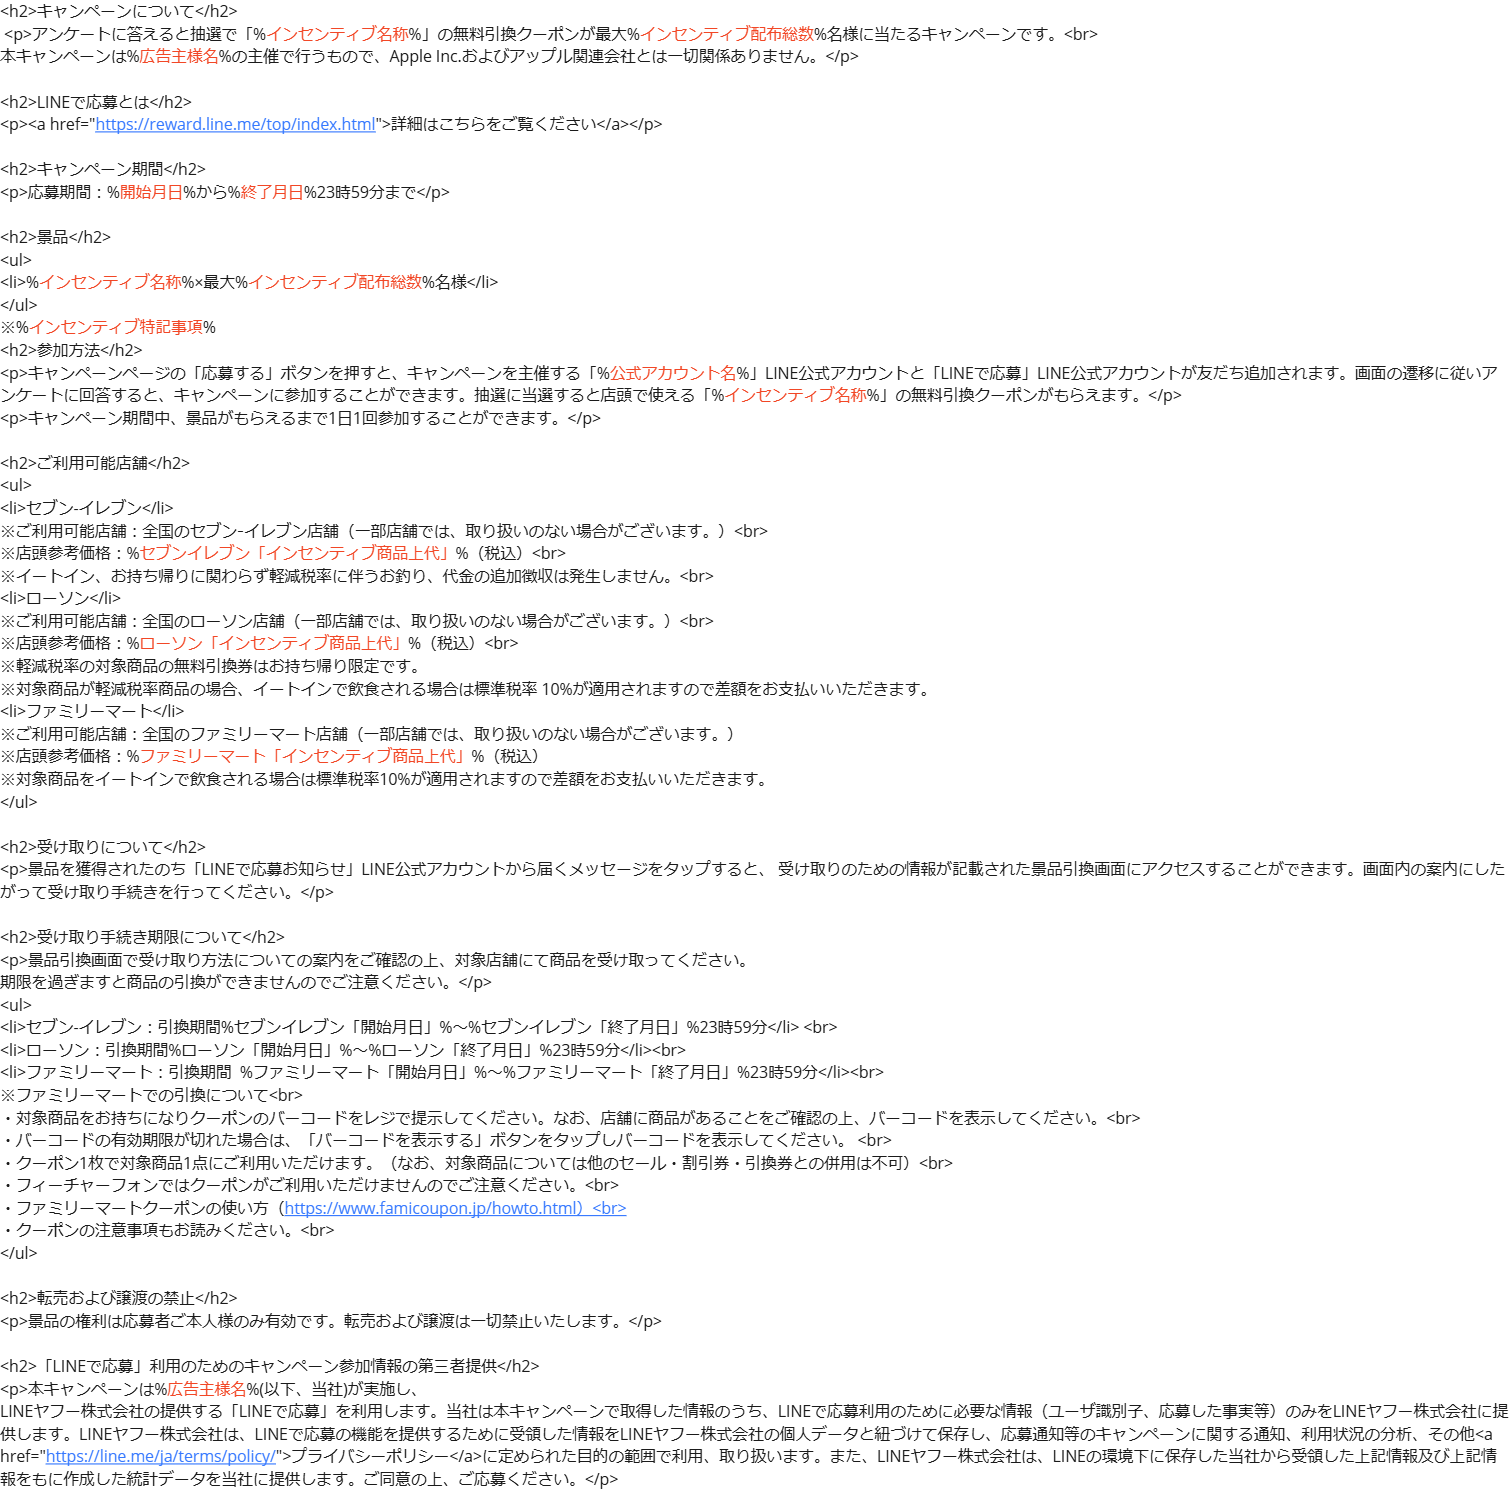 <h2>キャンペーンについて</h2>
<p>アンケートに答えると抽選で「%インセンティブ名称%」の無料引換クーポンが最大%インセンティブ配布総数%名様に当たるキャンペーンです。<br>
本キャンペーンは%広告主様名%の主催で行うもので、Apple Inc.およびアップル関連会社とは一切関係ありません。</p>
<h2>LINEで応募とは</h2>
<p><a href="https://reward.line.me/top/index.html">詳細はこちらをご覧ください</a></p>
<h2>キャンペーン期間</h2>
<p>応募期間：%開始月日%から%終了月日%23時59分まで</p>
<h2>景品</h2>
<ul>
<li>%インセンティブ名称%×最大%インセンティブ配布総数%名様</li>
</ul>
※%インセンティブ特記事項%
<h2>参加方法</h2>
<p>キャンペーンページの「応募する」ボタンを押すと、キャンペーンを主催する「%公式アカウント名%」LINE公式アカウントと「LINEで応募」LINE公式アカウントが友だち追加されます。画面の遷移に従いア
ンケートに回答すると、キャンペーンに参加することができます。抽選に当選すると店頭で使える「%インセンティブ名称%」の無料引換クーポンがもらえます。</p>
<p>キャンペーン期間中、景品がもらえるまで1日1回参加することができます。</p>
<h2>ご利用可能店舗</h2>
<ul>
<li>セブン-イレブン</li>
※ご利用可能店舗：全国のセブン-イレブン店舗（一部店舗では、取り扱いのない場合がございます。）<br>
※店頭参考価格：%セブンイレブン「インセンティブ商品上代」%（税込）<br>
※イートイン、お持ち帰りに関わらず軽減税率に伴うお釣り、代金の追加徴収は発生しません。<br>
<li>ローソン</li>
※ご利用可能店舗：全国のローソン店舗（一部店舗では、取り扱いのない場合がございます。）<br>
※店頭参考価格：%ローソン「インセンティブ商品上代」%（税込）<br>
※軽減税率の対象商品の無料引換券はお持ち帰り限定です。
※対象商品が軽減税率商品の場合、イートインで飲食される場合は標準税率 10%が適用されますので差額をお支払いいただきます。
<li>ファミリーマート</li>
※ご利用可能店舗：全国のファミリーマート店舗（一部店舗では、取り扱いのない場合がございます。）
※店頭参考価格：%ファミリーマート「インセンティブ商品上代」%（税込）
※対象商品をイートインで飲食される場合は標準税率10%が適用されますので差額をお支払いいただきます。
</ul>
<h2>受け取りについて</h2>
<p>景品を獲得されたのち「LINEで応募お知らせ」LINE公式アカウントから届くメッセージをタップすると、 受け取りのための情報が記載された景品引換画面にアクセスすることができます。画面内の案内にした
がって受け取り手続きを行ってください。</p>
<h2>受け取り手続き期限について</h2>
<p>景品引換画面で受け取り方法についての案内をご確認の上、対象店舗にて商品を受け取ってください。
期限を過ぎますと商品の引換ができませんのでご注意ください。</p>
<ul>
<li>セブン-イレブン：引換期間%セブンイレブン「開始月日」%～%セブンイレブン「終了月日」%23時59分</li> <br>
<li>ローソン：引換期間%ローソン「開始月日」%～%ローソン「終了月日」%23時59分</li><br>
<li>ファミリーマート：引換期間 %ファミリーマート「開始月日」%～%ファミリーマート「終了月日」%23時59分</li><br>
※ファミリーマートでの引換について<br>
・対象商品をお持ちになりクーポンのバーコードをレジで提示してください。なお、店舗に商品があることをご確認の上、バーコードを表示してください。<br>
・バーコードの有効期限が切れた場合は、「バーコードを表示する」ボタンをタップしバーコードを表示してください。 <br>
・クーポン1枚で対象商品1点にご利用いただけます。（なお、対象商品については他のセール・割引券・引換券との併用は不可）<br>
・フィーチャーフォンではクーポンがご利用いただけませんのでご注意ください。<br>
・ファミリーマートクーポンの使い方（https://www.famicoupon.jp/howto.html）<br>
・クーポンの注意事項もお読みください。<br>
</ul>
<h2>転売および譲渡の禁止</h2>
<p>景品の権利は応募者ご本人様のみ有効です。転売および譲渡は一切禁止いたします。</p>
<h2>「LINEで応募」利用のためのキャンペーン参加情報の第三者提供</h2>
<p>本キャンペーンは%広告主様名%(以下、当社)が実施し、
LINEヤフー株式会社の提供する「LINEで応募」を利用します。当社は本キャンペーンで取得した情報のうち、LINEで応募利用のために必要な情報（ユーザ識別子、応募した事実等）のみをLINEヤフー株式会社に提
供します。LINEヤフー株式会社は、LINEで応募の機能を提供するために受領した情報をLINEヤフー株式会社の個人データと紐づけて保存し、応募通知等のキャンペーンに関する通知、利用状況の分析、その他<a
href="https://line.me/ja/terms/policy/">プライバシーポリシー</a>に定められた目的の範囲で利用、取り扱います。また、LINEヤフー株式会社は、LINEの環境下に保存した当社から受領した上記情報及び上記情
報をもに作成した統計データを当社に提供します。ご同意の上、ご応募ください。</p>